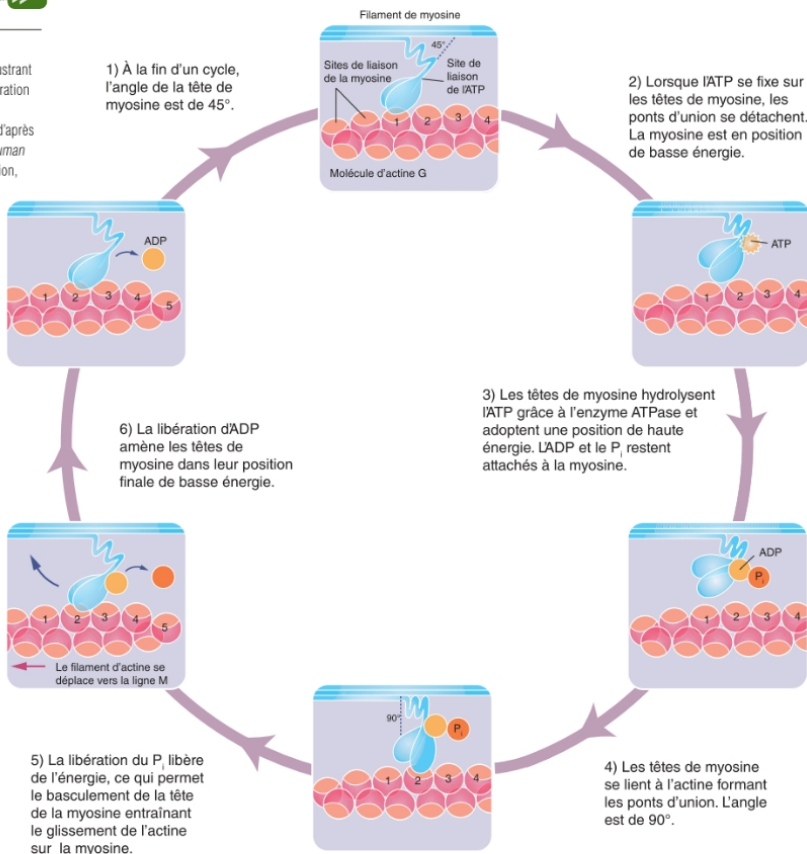 ustrant
ration
d'après
uman
ion,
Filament de myosine
45°
Sites de liaison
de la myosine
Site de
liaison
de l'ATP
1 2 3 4
Molécule d'actine G
1) À la fin d'un cycle,
l'angle de la tête de
myosine est de 45°.
2) Lorsque l'ATP se fixe sur
les têtes de myosine, les
ponts d'union se détachent.
La myosine est en position
de basse énergie.
ATP
1 2 3 4
3) Les têtes de myosine hydrolysent
l'ATP grâce à l'enzyme ATPase et
adoptent une position de haute
énergie. L'ADP et le Pi restent
attachés à la myosine.
ADP
Pi
1 2 3 4
4) Les têtes de myosine
se lient à l'actine formant
les ponts d'union. L'angle
est de 90°.
90°
Pi
1 2 3 4
5) La libération du Pi libère
de l'énergie, ce qui permet
le basculement de la tête
de la myosine entraînant
le glissement de l'actine
sur la myosine.
1 2 3 4 5
Le filament d'actine se
déplace vers la ligne M
6) La libération d'ADP
amène les têtes de
myosine dans leur position
finale de basse énergie.
ADP
1 2 3 4 5